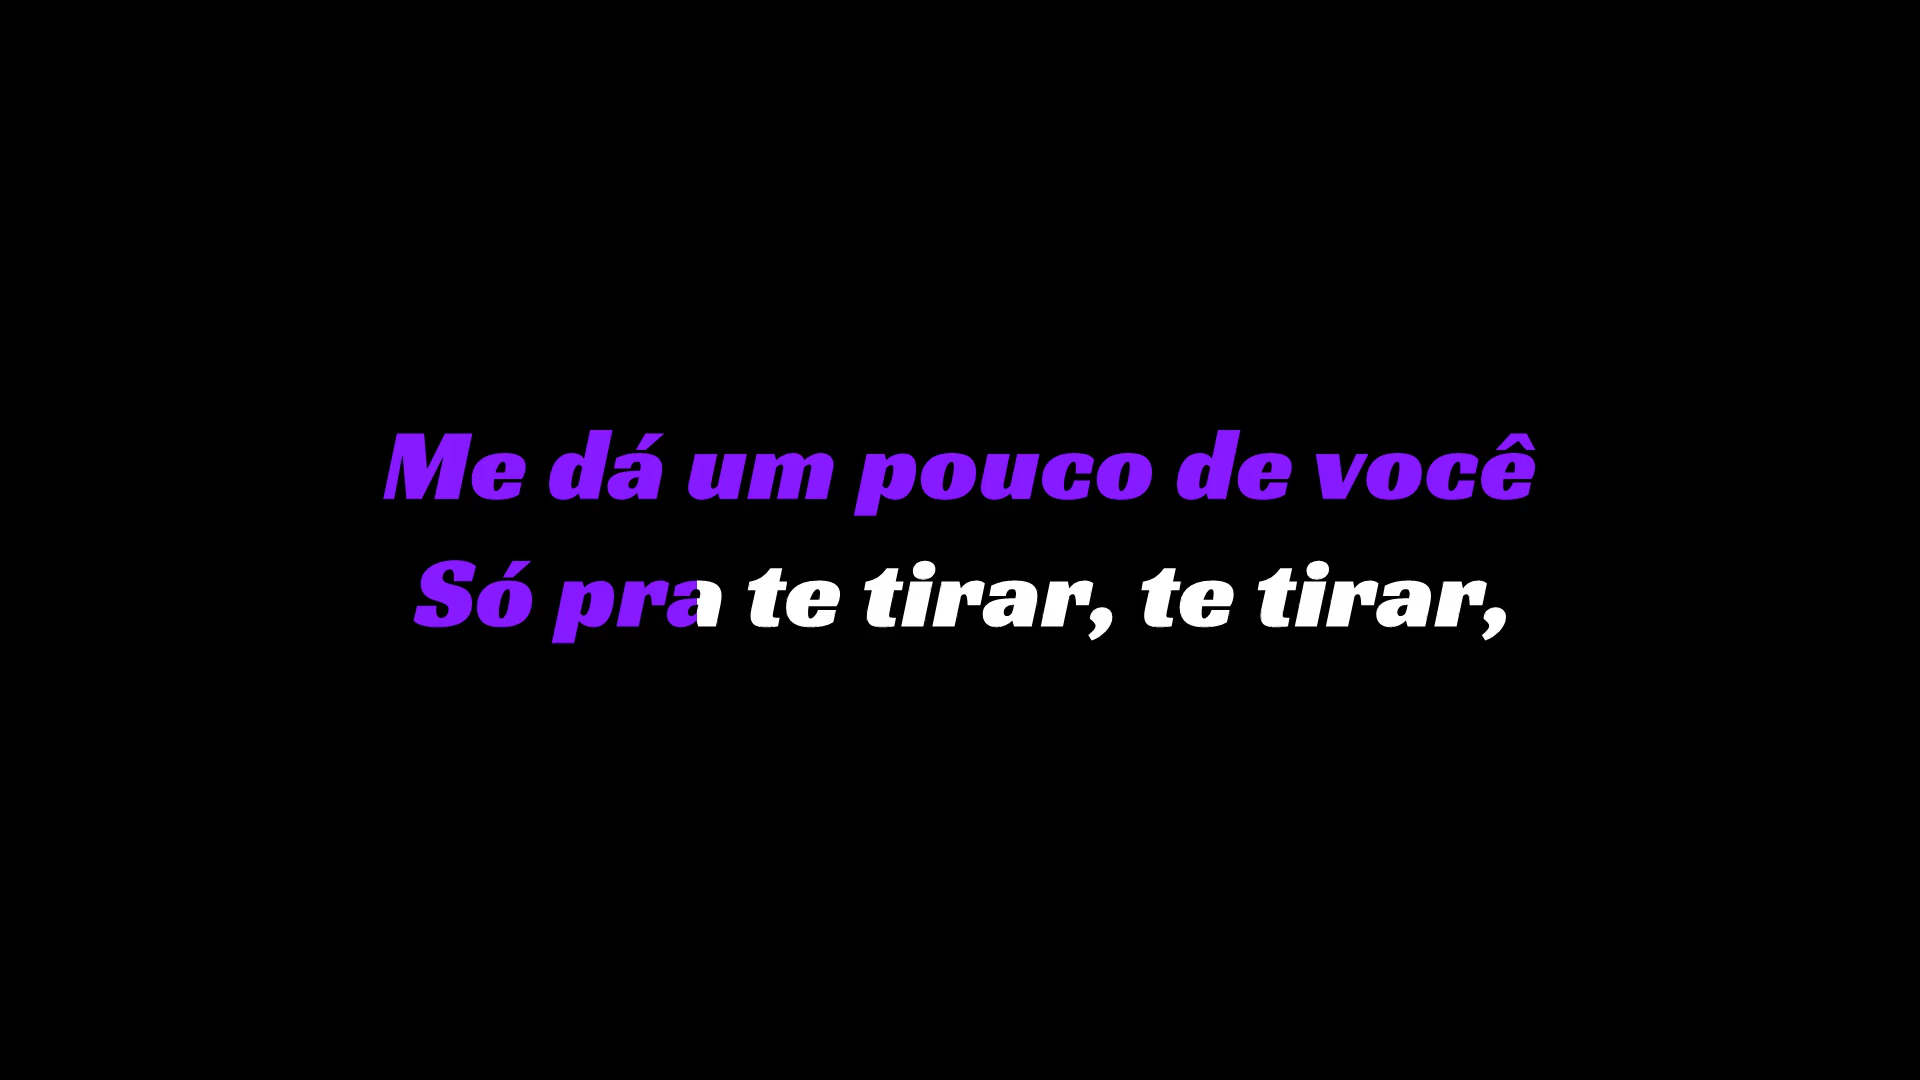 Me dá um pouco de você
Só pra te tirar, te tirar,